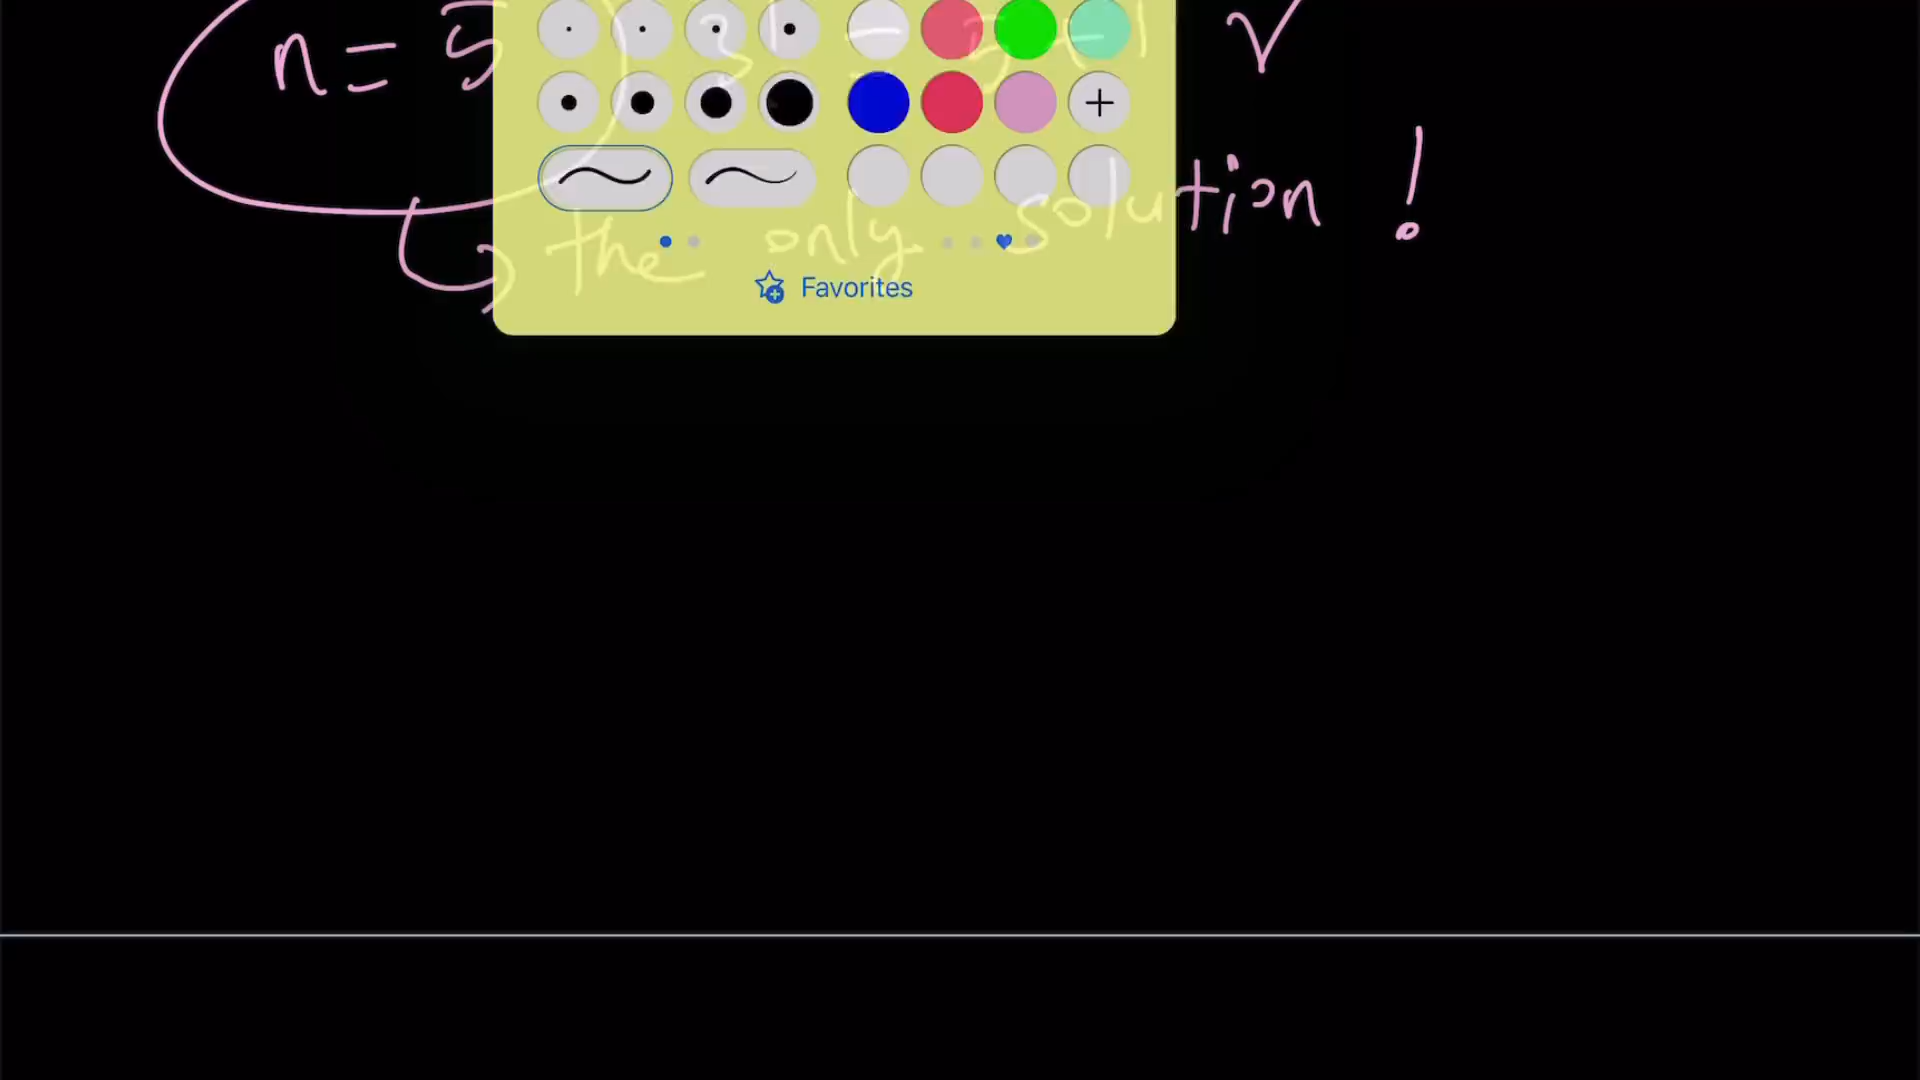 n = 5
the only solution !
Favorites